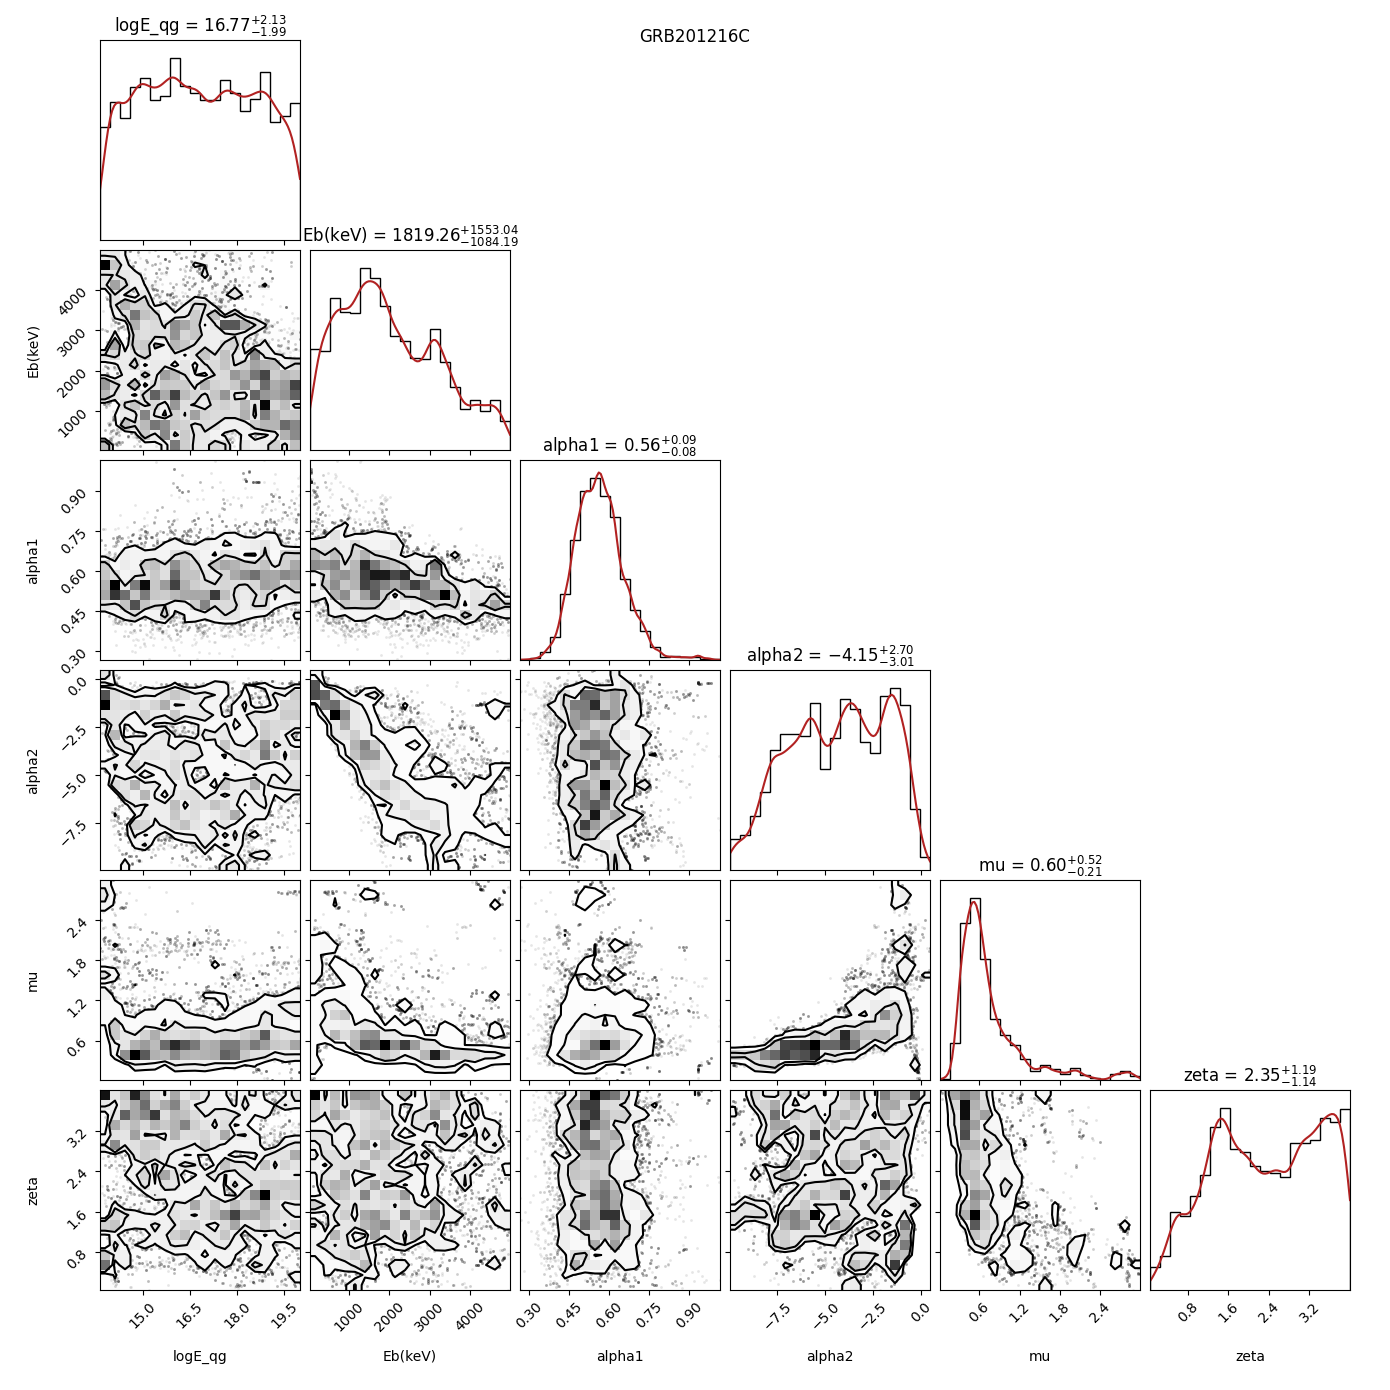 logE_qg = 16.77+2.13−1.99
GRB201216C
Eb(keV) = 1819.26+1553.04−1084.19
4000
3000
2000
1000
Eb(keV)
alpha1 = 0.56+0.09−0.08
0.90
0.75
0.60
0.45
0.30
alpha1
alpha2 = −4.15+2.70−3.01
0.0
−2.5
−5.0
−7.5
alpha2
mu = 0.60+0.52−0.21
2.4
1.8
1.2
0.6
mu
zeta = 2.35+1.19−1.14
3.2
2.4
1.6
0.8
zeta
15.0 16.5 18.0 19.5 1000 2000 3000 4000 0.30 0.45 0.60 0.75 0.90 −7.5 −5.0 −2.5 0.0 0.6 1.2 1.8 2.4 0.8 1.6 2.4 3.2
logE_qg Eb(keV) alpha1 alpha2 mu zeta